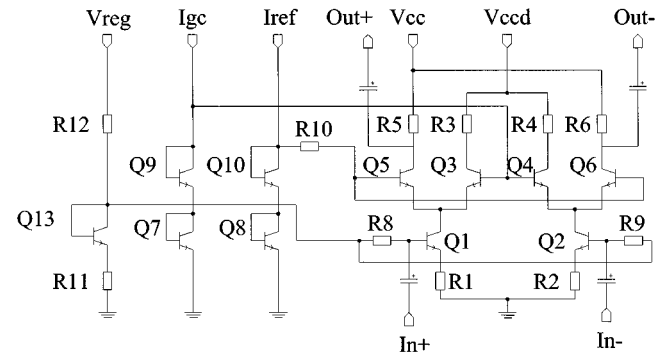 Vreg Igc Iref Out+ Vcc Vccd Out-
R12 R10 R5 R3 R4 R6
Q9 Q10 Q5 Q3 Q4 Q6
Q13 Q7 Q8 R8 Q1 Q2 R9
R11 R1 R2
In+ In-